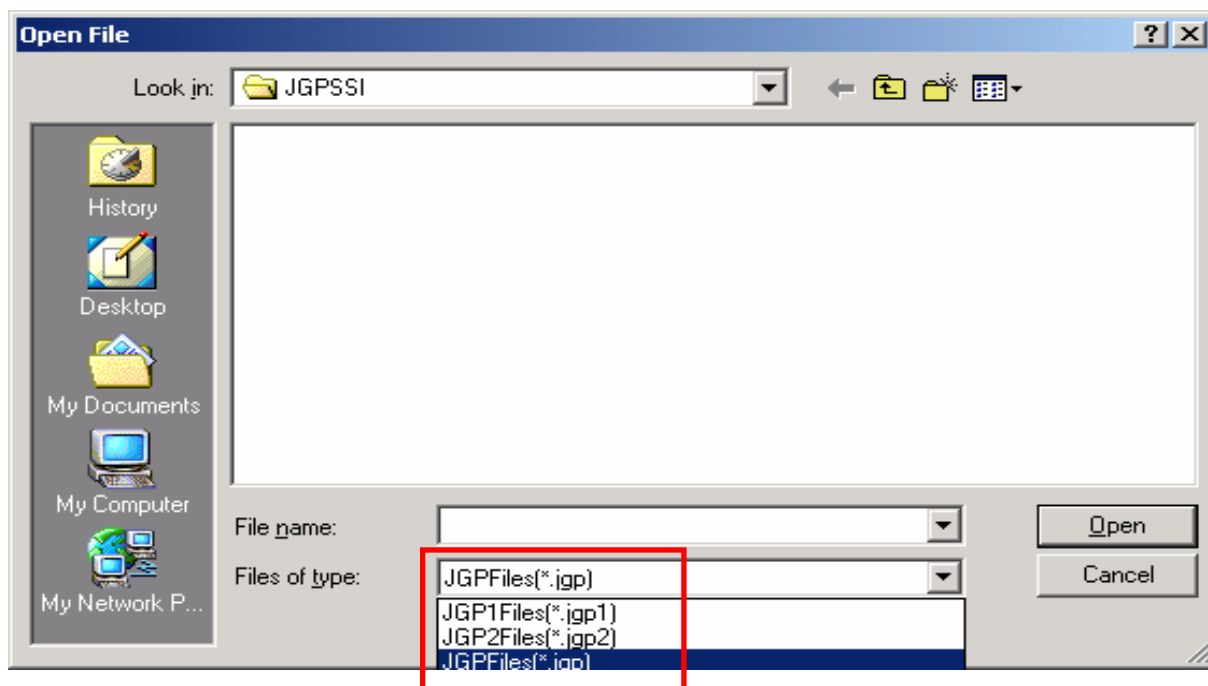 Open File
Look in: JGPSSI
History
Desktop
My Documents
My Computer
My Network P...
File name:
Open
Files of type: JGPFiles(*.jgp)
Cancel
JGP1Files(*.jgp1)
JGP2Files(*.jgp2)
JGPFiles(*.jgp)